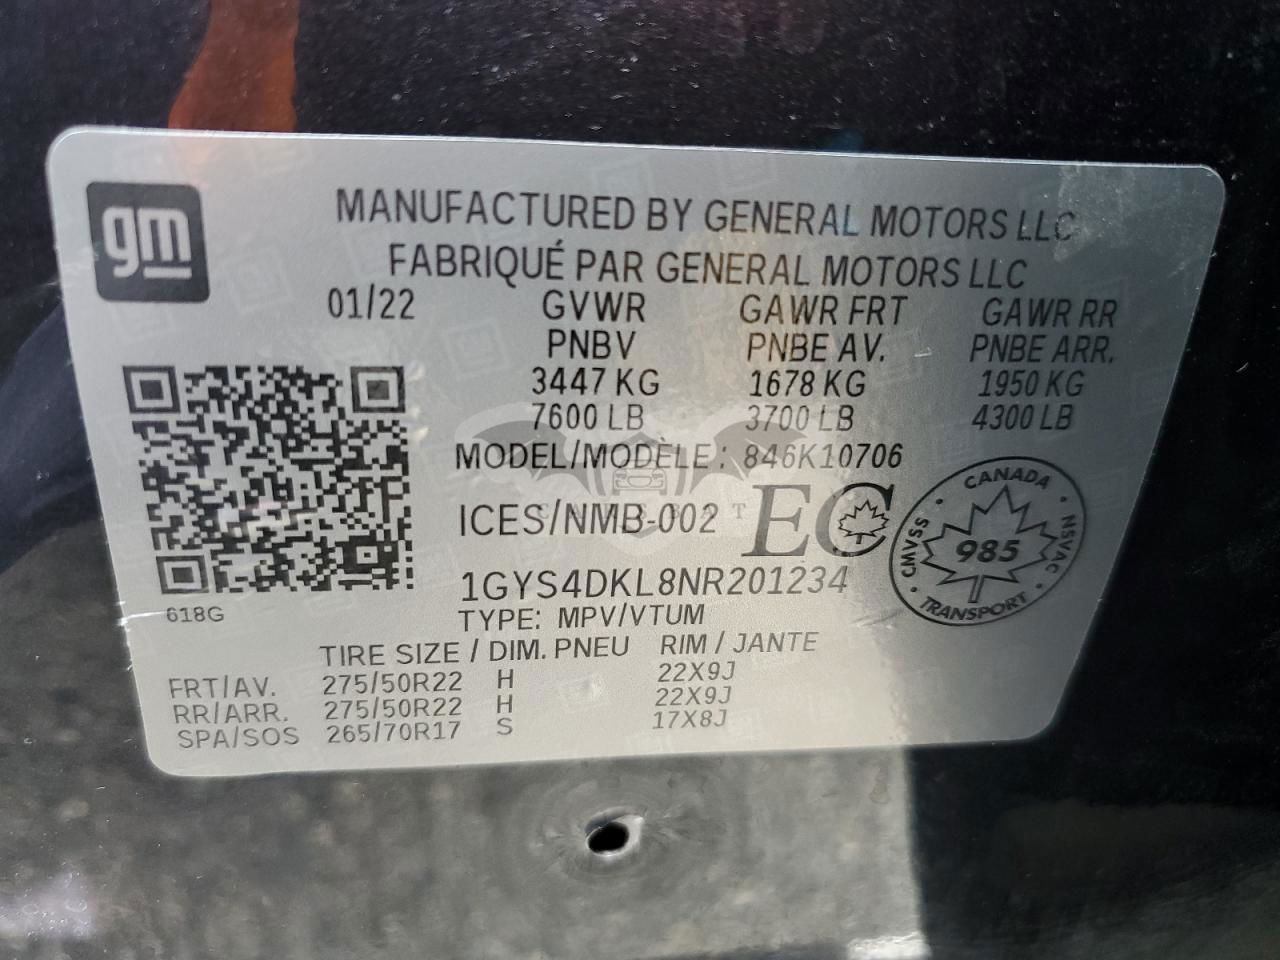 gm
MANUFACTURED BY GENERAL MOTORS LLC
FABRIQUÉ PAR GENERAL MOTORS LLC
01/22 GVWR GAWR FRT GAWR RR
PNBV PNBE AV. PNBE ARR.
3447 KG 1678 KG 1950 KG
7600 LB 3700 LB 4300 LB
MODEL/MODÈLE: 846K10706
ICES/NMB-002 EC
CANADA
CMVSS 985 NSVAC
TRANSPORT
1GYS4DKL8NR201234
618G
TYPE: MPV/VTUM
TIRE SIZE / DIM. PNEU RIM / JANTE
FRT/AV. 275/50R22 H 22X9J
RR/ARR. 275/50R22 H 22X9J
SPA/SOS 265/70R17 S 17X8J